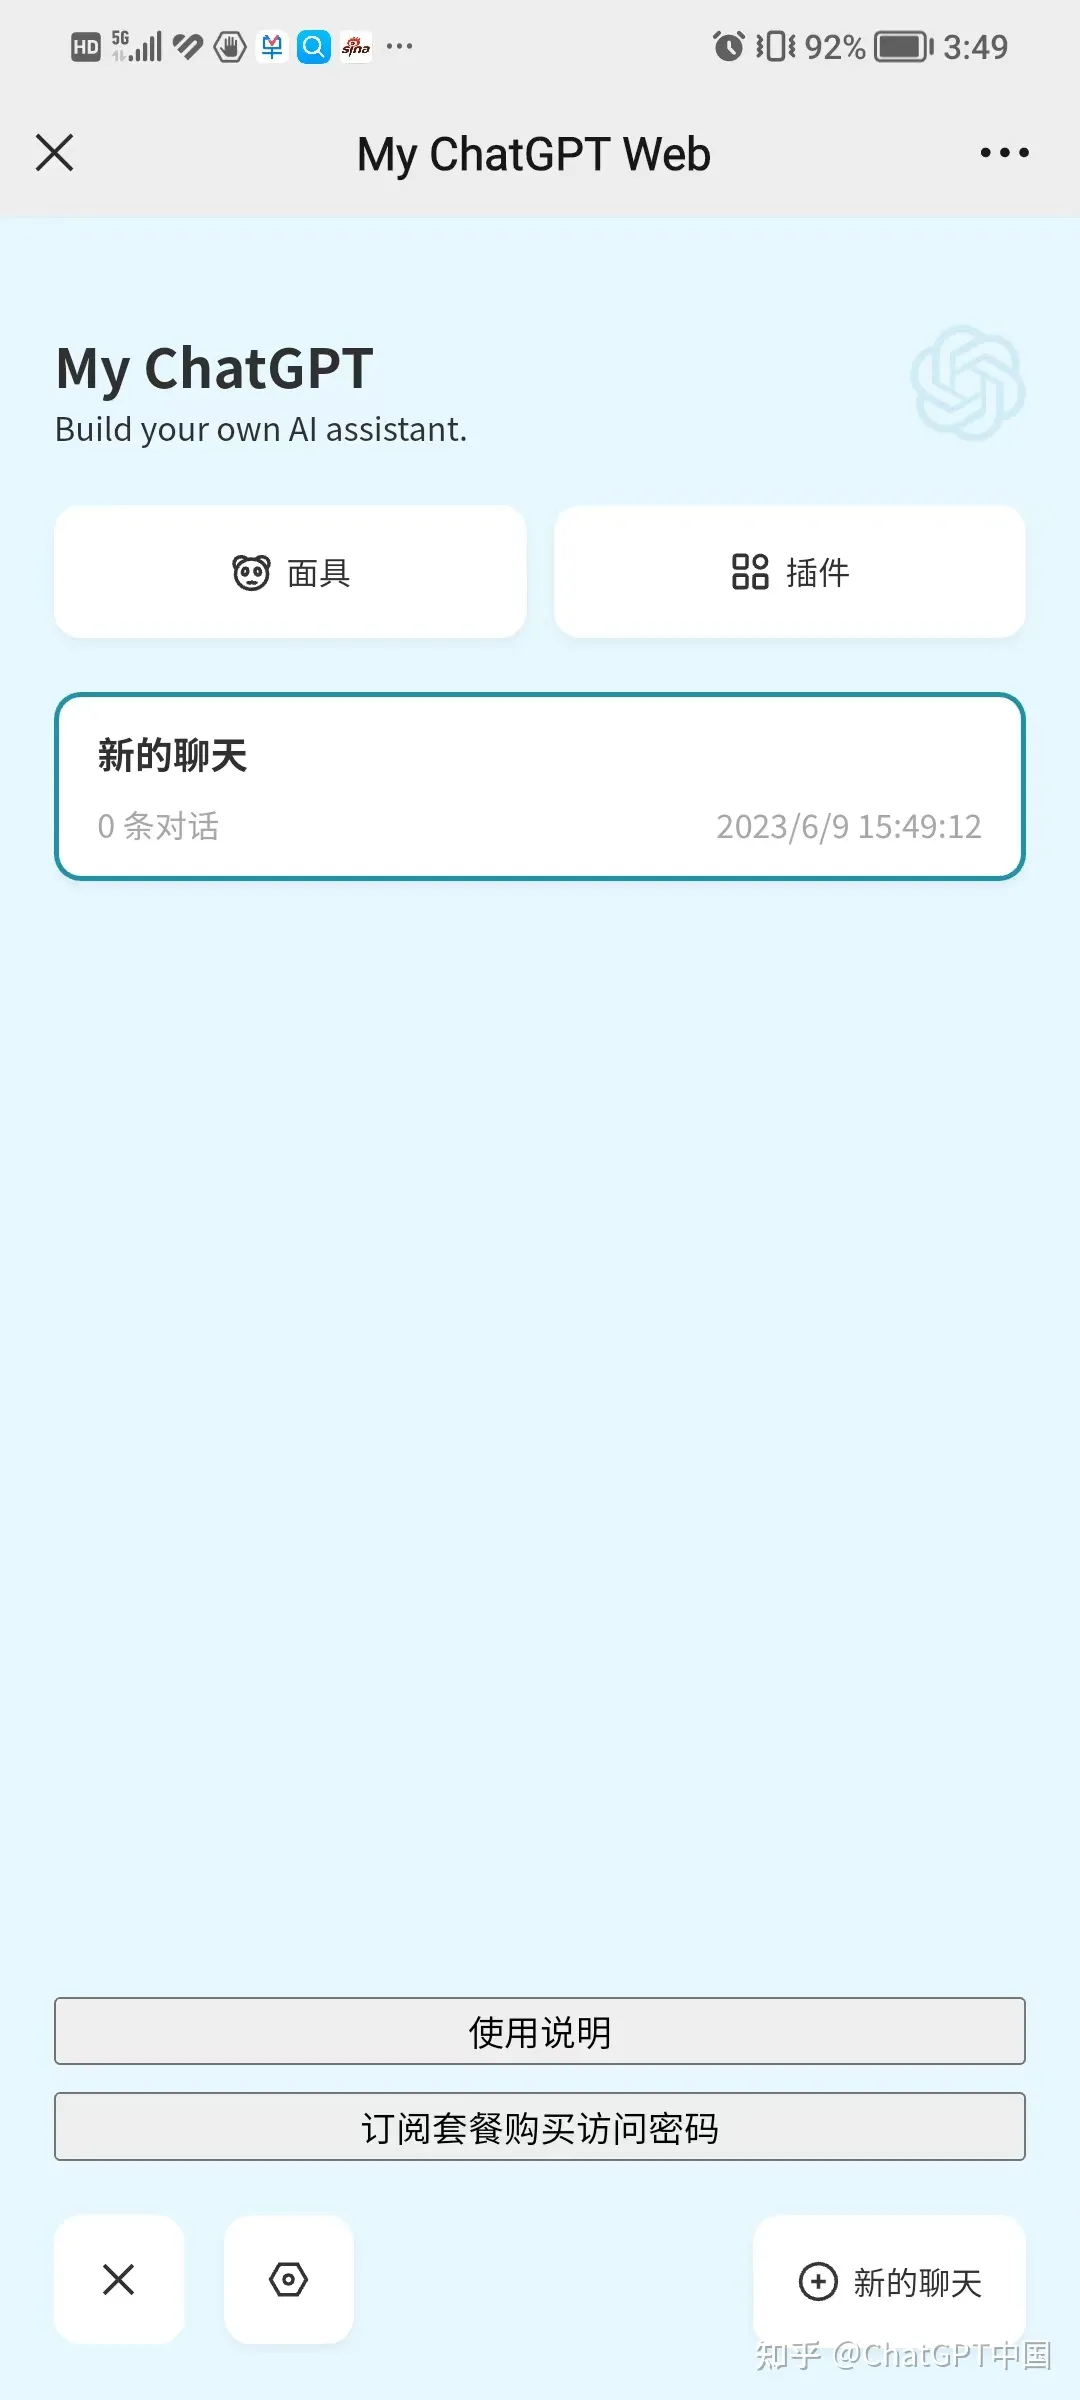 HD 5G sina 92% 3:49
My ChatGPT Web
My ChatGPT
Build your own AI assistant.
面具 插件
新的聊天
0 条对话 2023/6/9 15:49:12
使用说明
订阅套餐购买访问密码
新的聊天
知乎 @ChatGPT中国